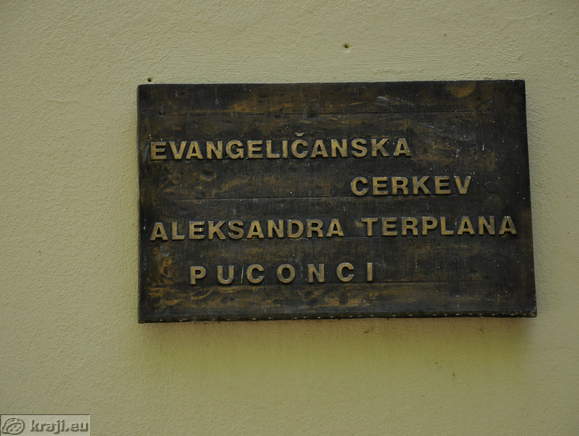 EVANGELIČANSKA
CERKEV
ALEKSANDRA TERPLANA
PUCONCI
kraji.eu